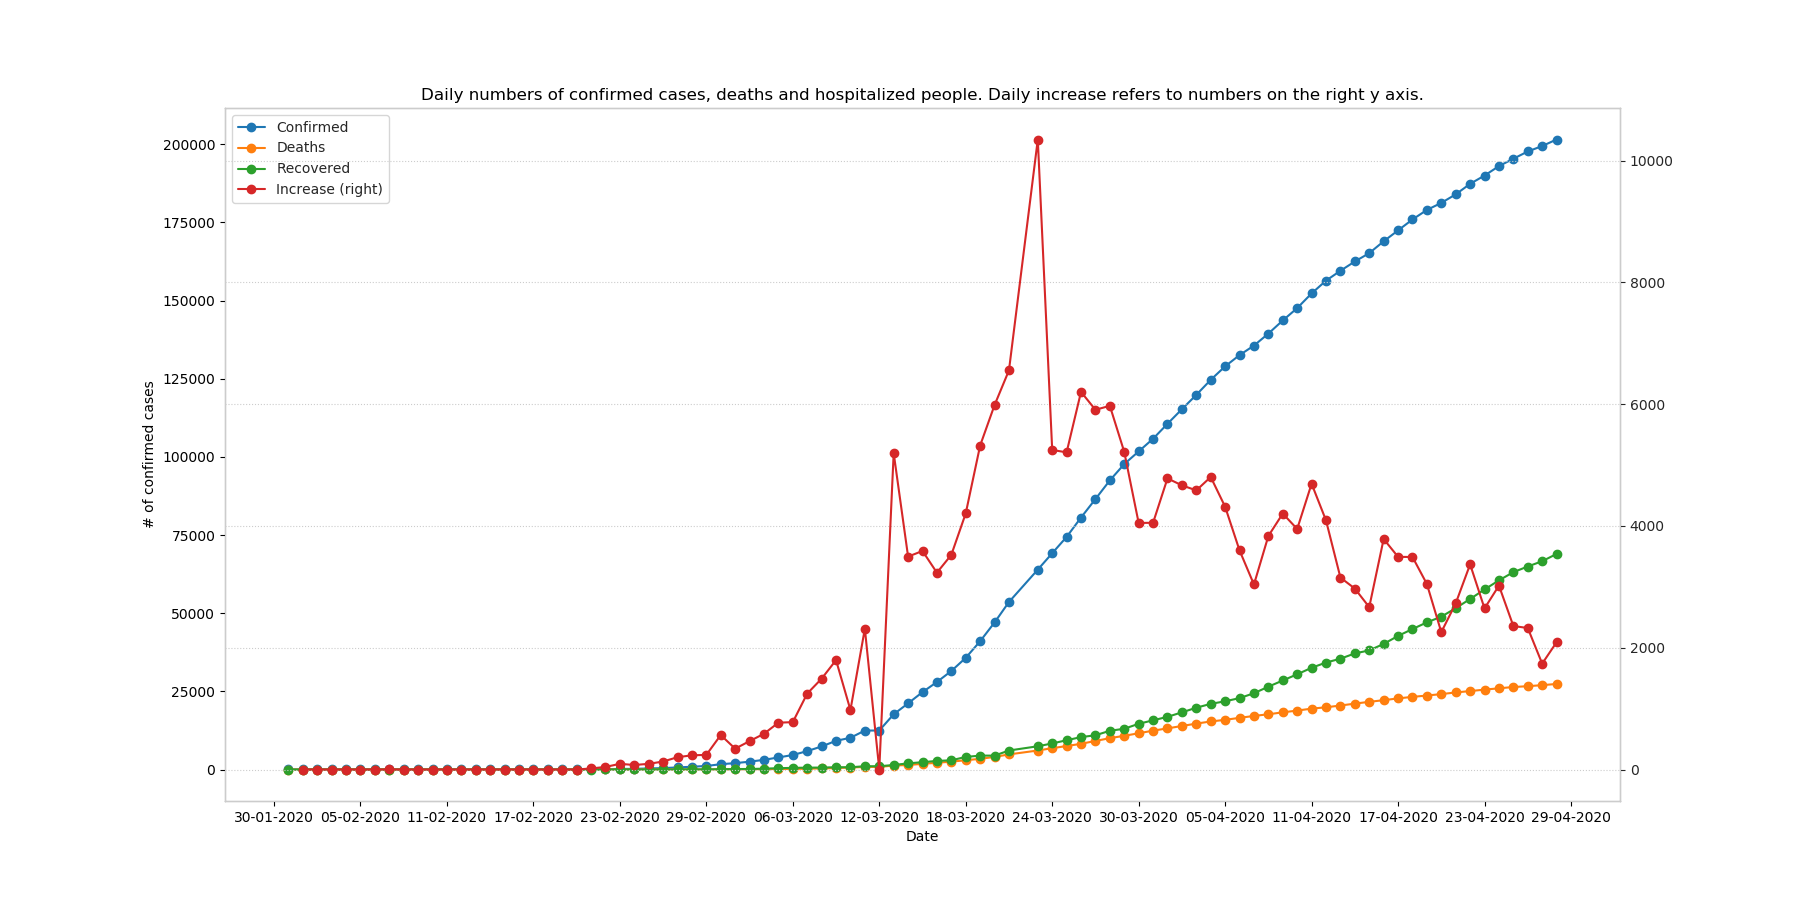 Daily numbers of confirmed cases, deaths and hospitalized people. Daily increase refers to numbers on the right y axis.
Confirmed
Deaths
Recovered
Increase (right)
200000
175000
150000
125000
100000
75000
50000
25000
0
# of confirmed cases
10000
8000
6000
4000
2000
0
30-01-2020 05-02-2020 11-02-2020 17-02-2020 23-02-2020 29-02-2020 06-03-2020 12-03-2020 18-03-2020 24-03-2020 30-03-2020 05-04-2020 11-04-2020 17-04-2020 23-04-2020 29-04-2020
Date